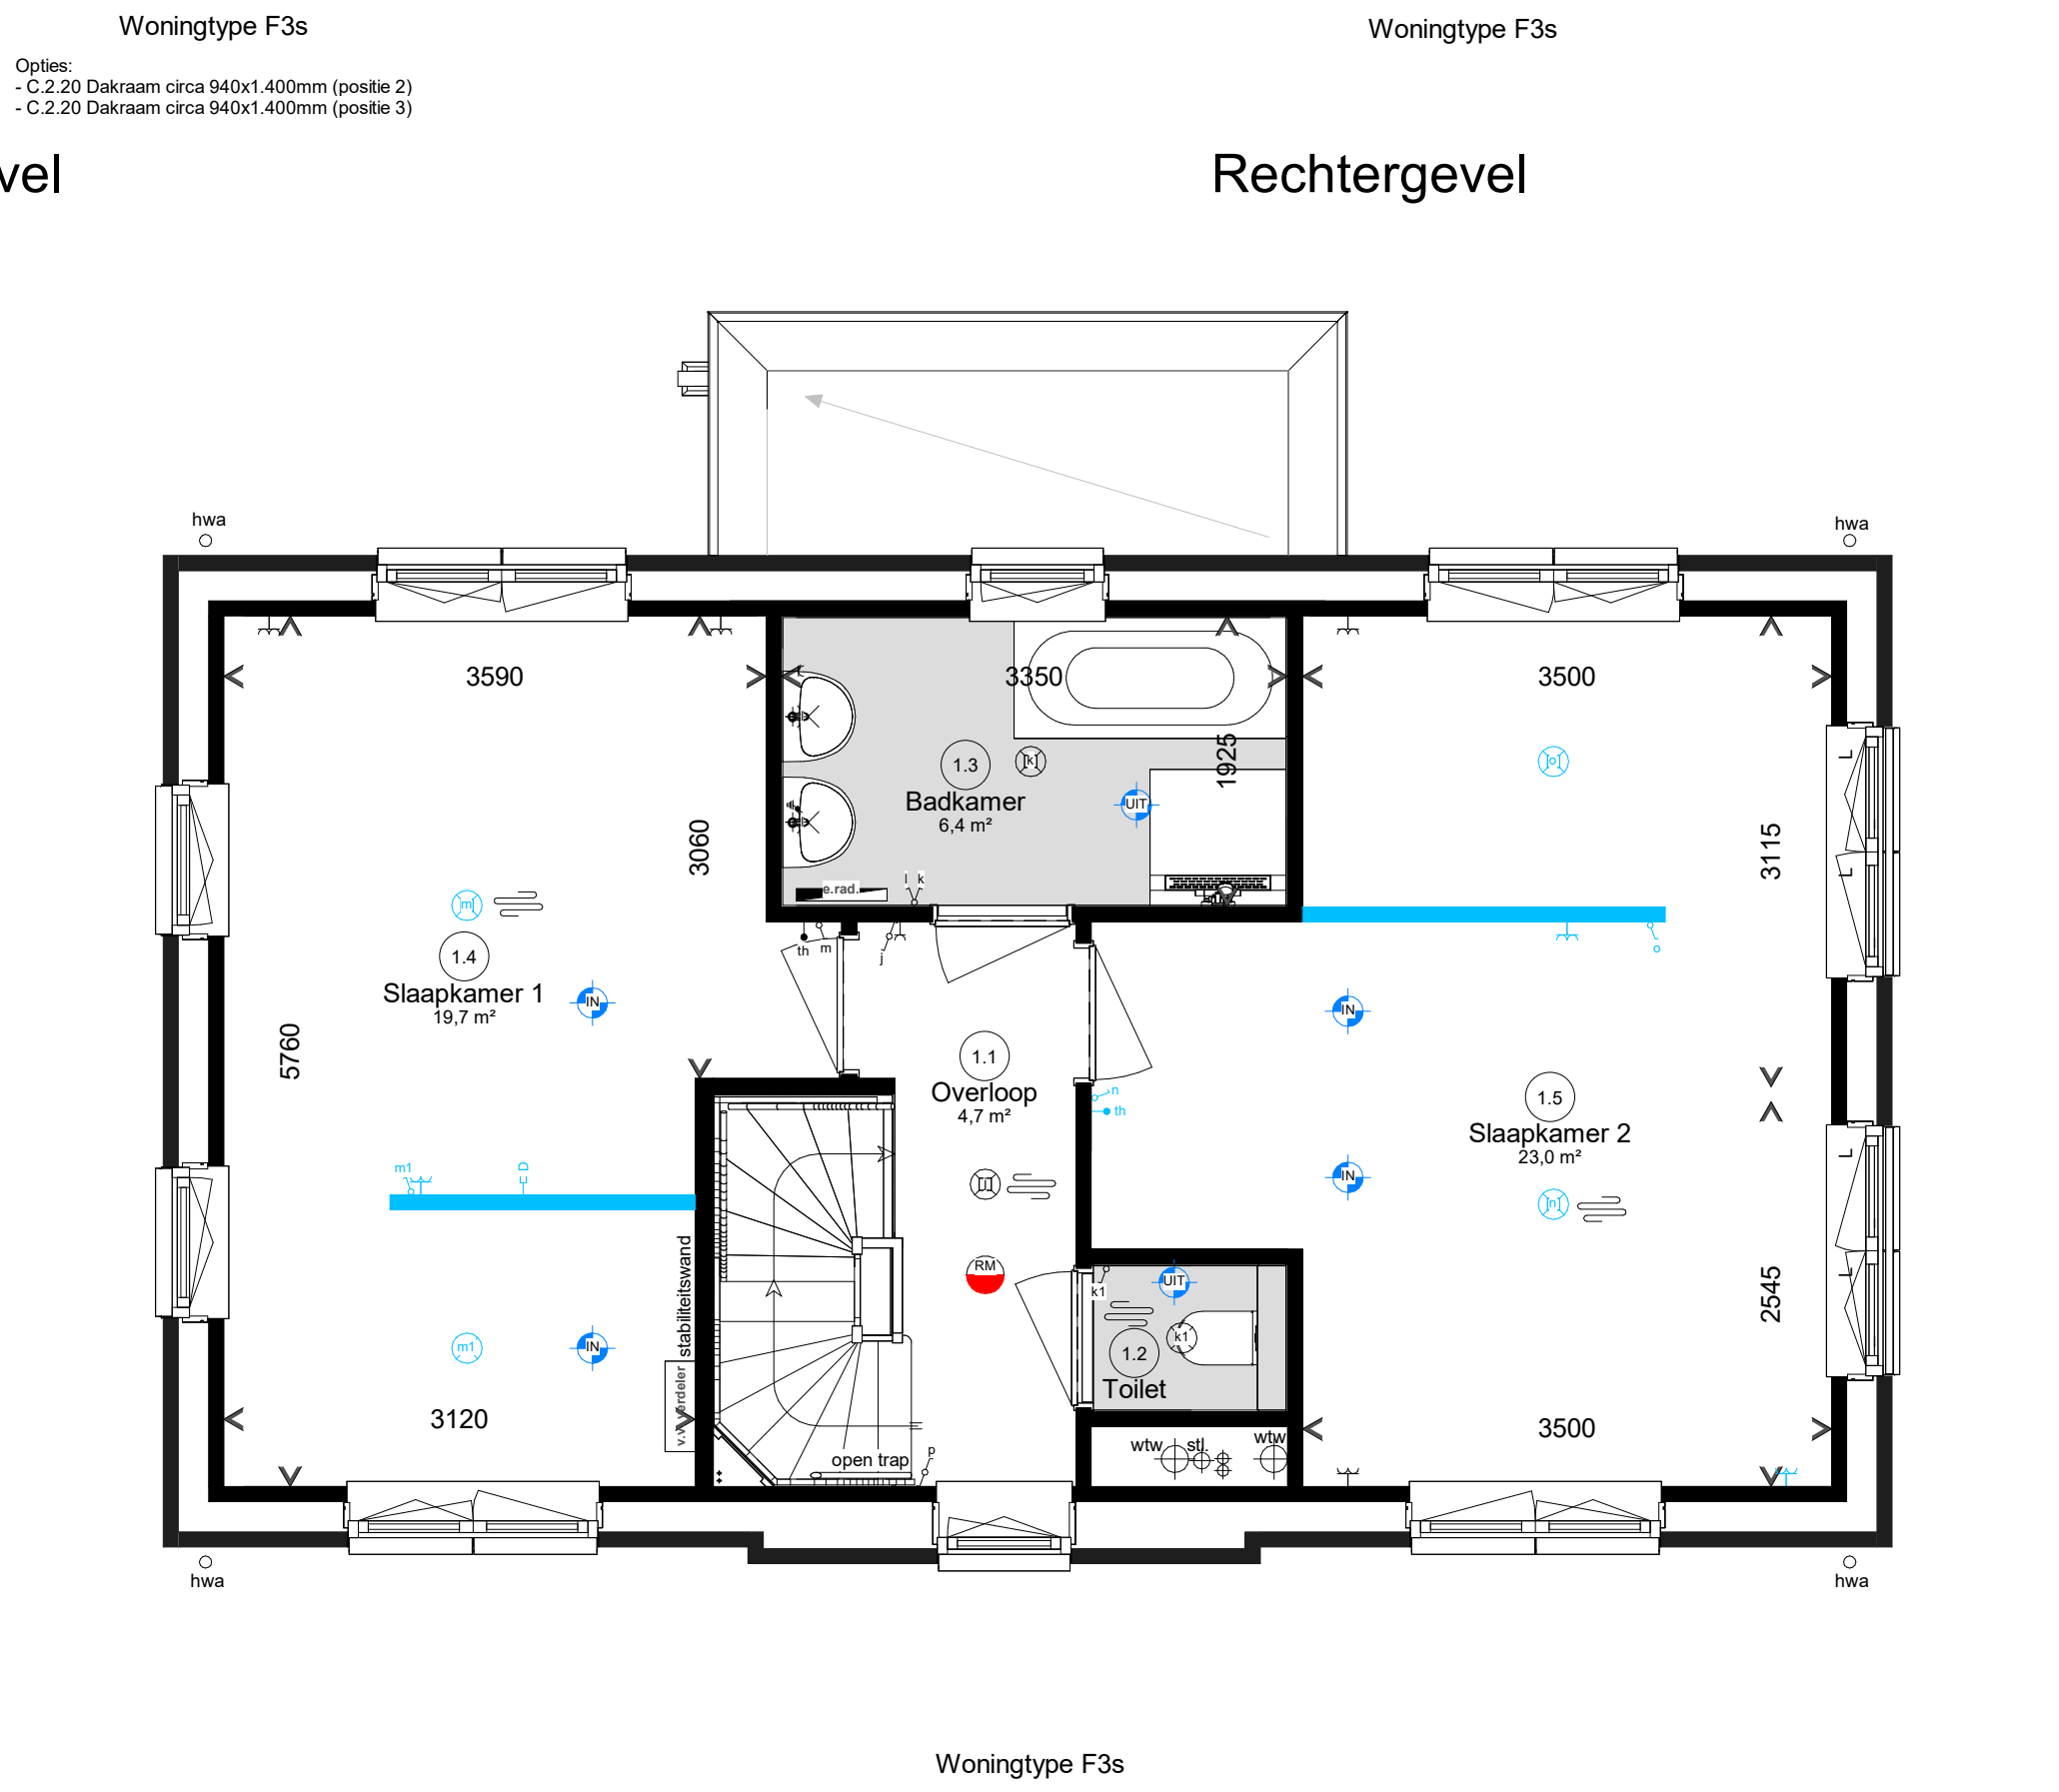 Woningtype F3s
Woningtype F3s
Opties:
- C.2.20 Dakraam circa 940x1.400mm (positie 2)
- C.2.20 Dakraam circa 940x1.400mm (positie 3)
vel
Rechtergevel
hwa
hwa
3590
3350
3500
1925
1.3
k
Badkamer
6,4 m²
UIT
o
3060
3115
e.rad.
l k
m
th
m
j
o
1.4
Slaapkamer 1
19,7 m²
IN
IN
5760
1.1
Overloop
4,7 m²
n
th
1.5
Slaapkamer 2
23,0 m²
m1
D
IN
n
j
stabiliteitswand
RM
UIT
k1
2545
m1
IN
k1
1.2
Toilet
v.v.verdeler
3120
3500
open trap
p
wtw
stl.
wtw
hwa
hwa
Woningtype F3s